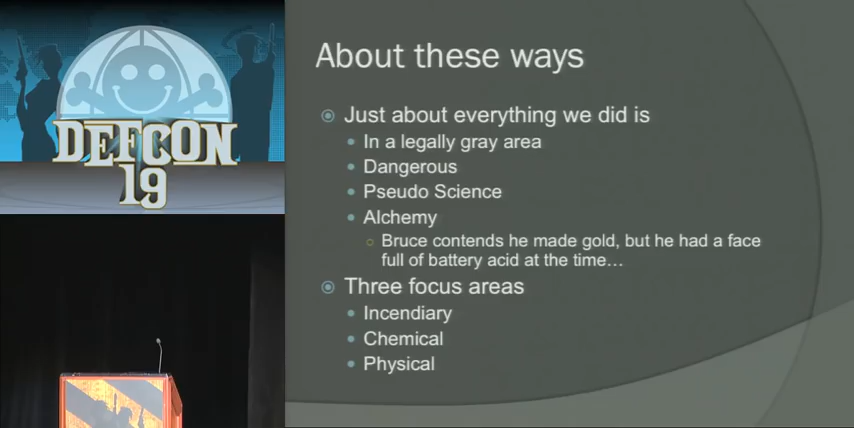 DEFCON
19
About these ways
Just about everything we did is
In a legally gray area
Dangerous
Pseudo Science
Alchemy
Bruce contends he made gold, but he had a face
full of battery acid at the time…
Three focus areas
Incendiary
Chemical
Physical